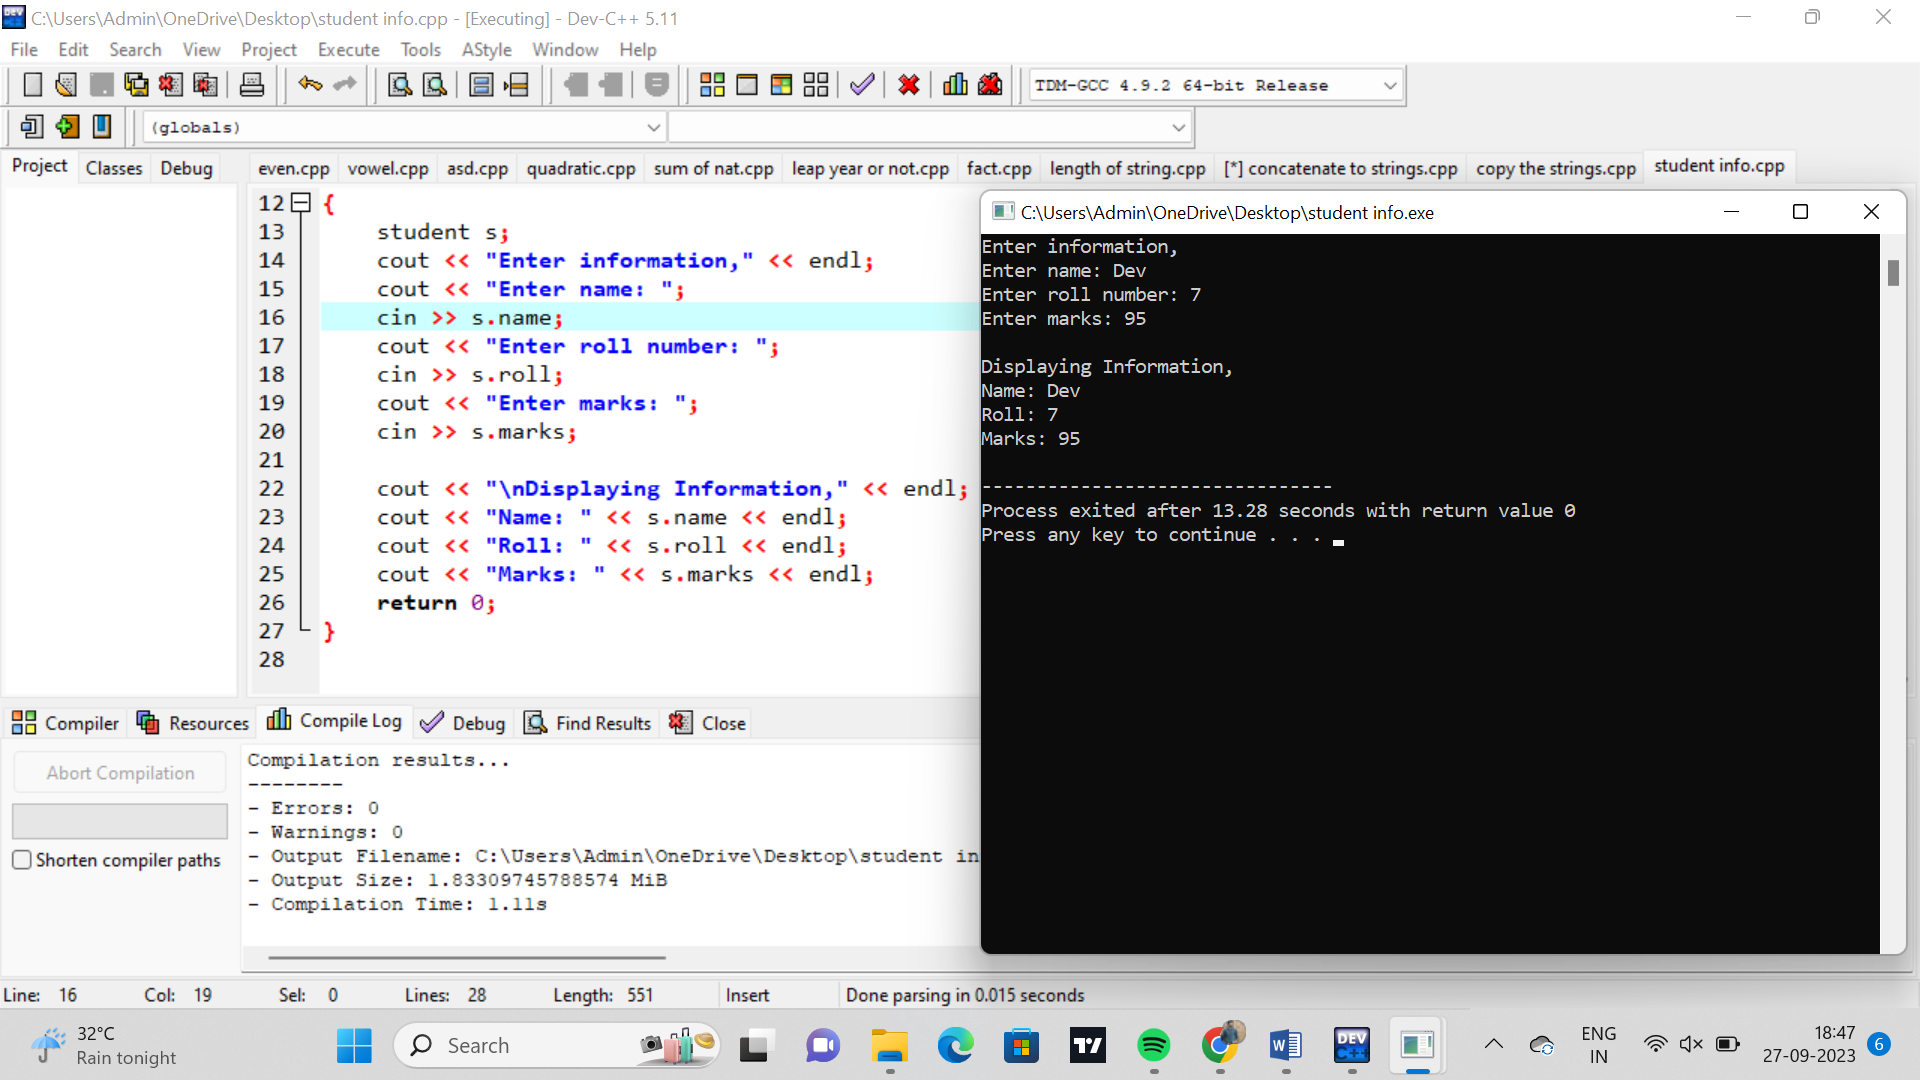 C:\Users\Admin\OneDrive\Desktop\student info.cpp - [Executing] - Dev-C++ 5.11
File Edit Search View Project Execute Tools AStyle Window Help
TDM-GCC 4.9.2 64-bit Release
(globals)
Project Classes Debug
even.cpp vowel.cpp asd.cpp quadratic.cpp sum of nat.cpp leap year or not.cpp fact.cpp length of string.cpp [*] concatenate to strings.cpp copy the strings.cpp student info.cpp
12 {
13 student s;
14 cout << "Enter information," << endl;
15 cout << "Enter name: ";
16 cin >> s.name;
17 cout << "Enter roll number: ";
18 cin >> s.roll;
19 cout << "Enter marks: ";
20 cin >> s.marks;
21
22 cout << "\nDisplaying Information," << endl;
23 cout << "Name: " << s.name << endl;
24 cout << "Roll: " << s.roll << endl;
25 cout << "Marks: " << s.marks << endl;
26 return 0;
27 }
28
C:\Users\Admin\OneDrive\Desktop\student info.exe
Enter information,
Enter name: Dev
Enter roll number: 7
Enter marks: 95
Displaying Information,
Name: Dev
Roll: 7
Marks: 95
--------------------------------
Process exited after 13.28 seconds with return value 0
Press any key to continue . . .
Compiler Resources Compile Log Debug Find Results Close
Abort Compilation
Shorten compiler paths
Compilation results...
--------
- Errors: 0
- Warnings: 0
- Output Filename: C:\Users\Admin\OneDrive\Desktop\student in
- Output Size: 1.83309745788574 MiB
- Compilation Time: 1.11s
Line: 16 Col: 19 Sel: 0 Lines: 28 Length: 551 Insert Done parsing in 0.015 seconds
32°C
Rain tonight
Search
DEV C++
ENG
IN
18:47
27-09-2023
6